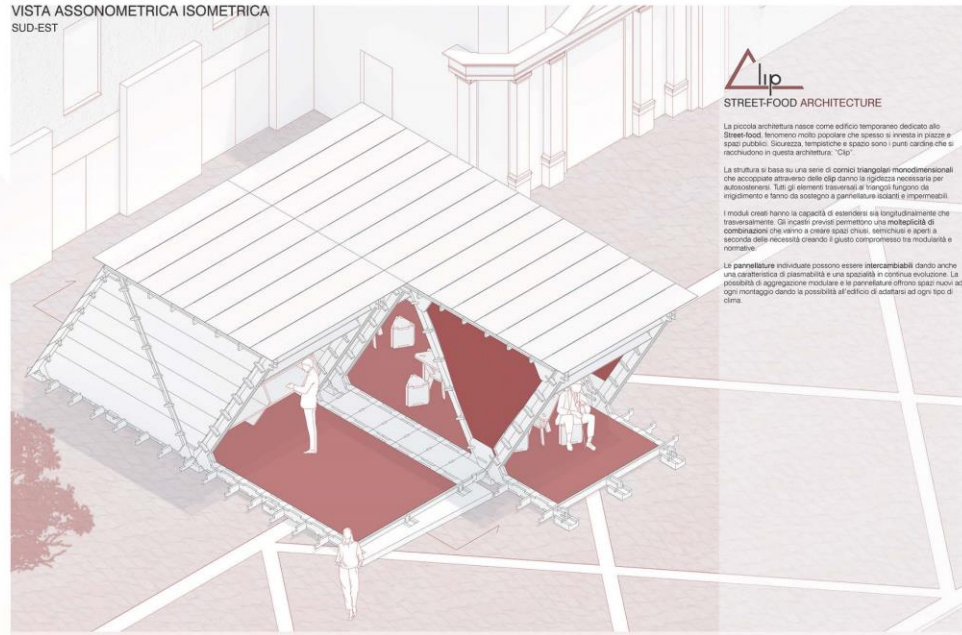 VISTA ASSONOMETRICA ISOMETRICA
SUD-EST
Clip
STREET-FOOD ARCHITECTURE
La piccola architettura nasce come edificio temporaneo dedicato allo
Street-food, fenomeno molto popolare che spesso si innesta in piazze e
spazi pubblici. Sicurezza, tempistiche e spazio sono i punti cardine che si
racchiudono in questa architettura: "Clip".
La struttura si basa su una serie di cornici triangolari monodimensionali
che accoppiate attraverso delle clip danno la rigidezza necessaria per
autosostenersi. Tutti gli elementi trasversali ai triangoli fungono da
irrigidimento e fanno da sostegno a pannellature isolanti e impermeabili.
I moduli creati hanno la capacità di estendersi sia longitudinalmente che
trasversalmente. Gli incastri previsti permettono una molteplicità di
combinazioni che vanno a creare spazi chiusi, semichiusi e aperti a
seconda delle necessità creando il giusto compromesso tra modularità e
normative.
Le pannellature individuate possono essere intercambiabili dando anche
una caratteristica di plasmabilità e una spazialità in continua evoluzione. La
possibiltà di aggregazione modulare e le pannellature offrono spazi nuovi ad
ogni montaggio dando la possibilità all'edificio di adattarsi ad ogni tipo di
clima.